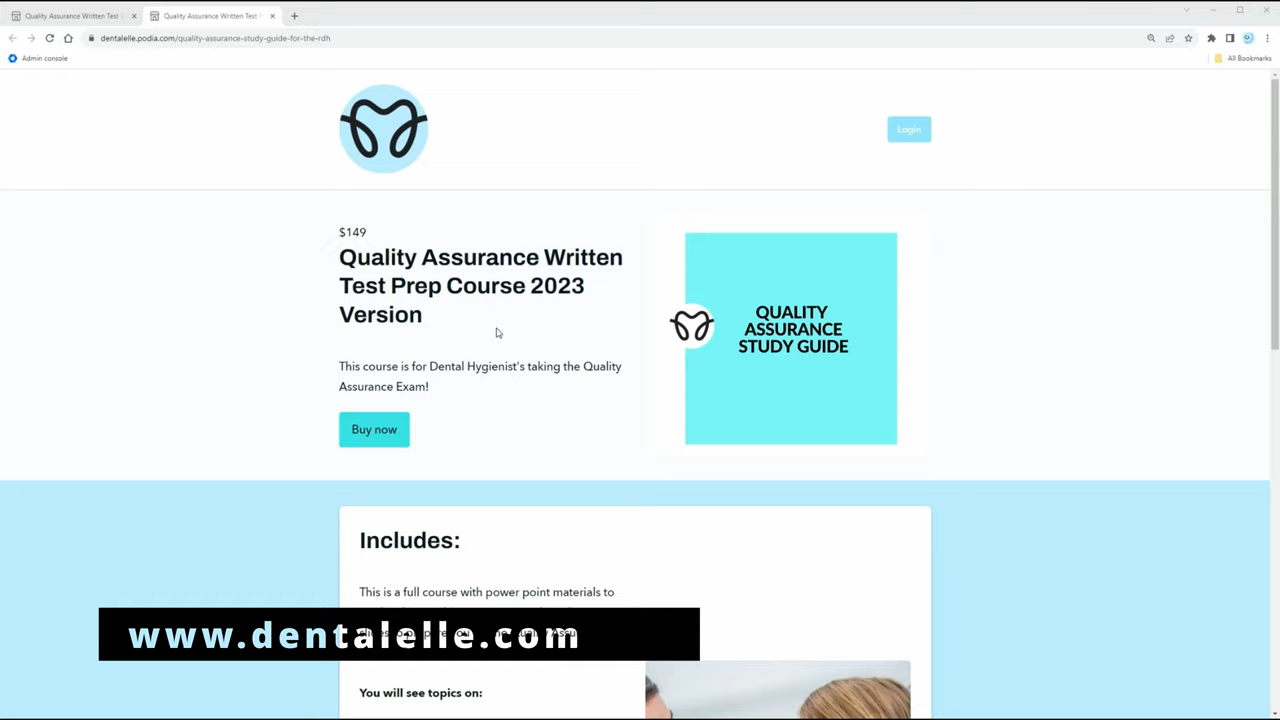 Quality Assurance Written Test
Quality Assurance Written Test
dentalelle.podia.com/quality-assurance-study-guide-for-the-rdh
Admin console
All Bookmarks
Login
$149
Quality Assurance Written
Test Prep Course 2023
Version
This course is for Dental Hygienist's taking the Quality
Assurance Exam!
Buy now
QUALITY
ASSURANCE
STUDY GUIDE
Includes:
This is a full course with power point materials to
www.dentalelle.com
You will see topics on: